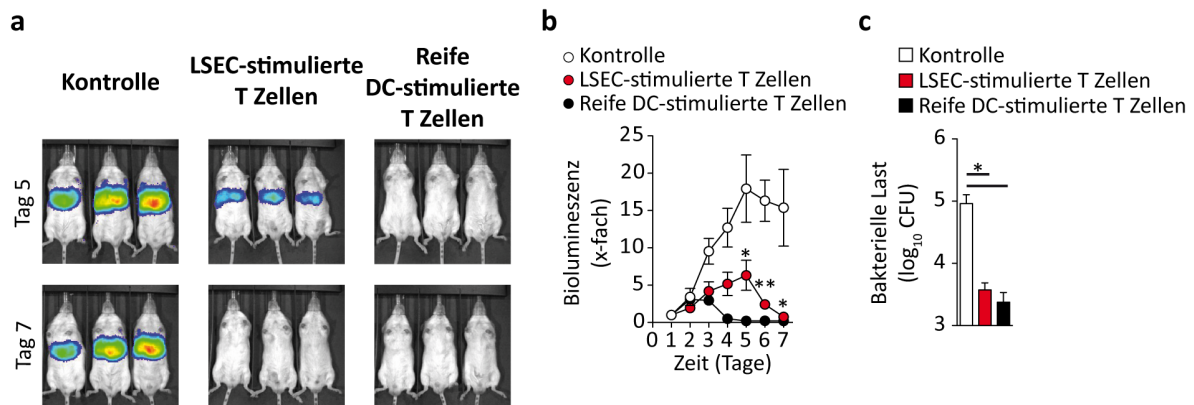 a
Kontrolle
LSEC-stimulierte
T Zellen
Reife
DC-stimulierte
T Zellen
Tag 5
Tag 7
b
Kontrolle
LSEC-stimulierte T Zellen
Reife DC-stimulierte T Zellen
Biolumineszenz
(x-fach)
25
20
15
10
5
0
*
**
*
0 1 2 3 4 5 6 7
Zeit (Tage)
c
Kontrolle
LSEC-stimulierte T Zellen
Reife DC-stimulierte T Zellen
Bakterielle Last
(log10 CFU)
6
5
4
3
*